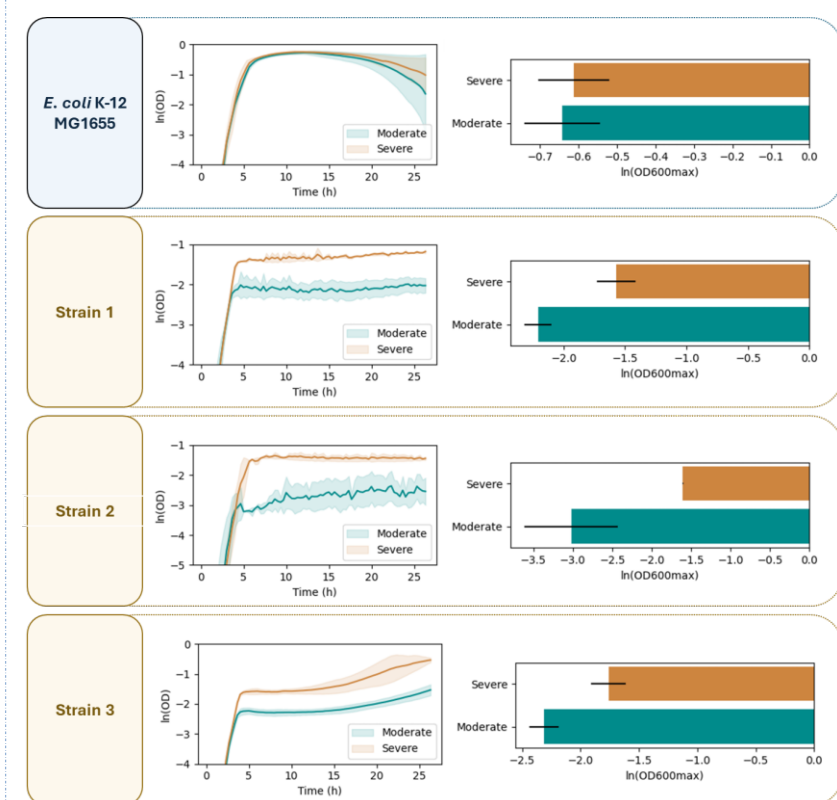 E. coli K-12
MG1655
0
−1
−2
−3
−4
ln(OD)
0 5 10 15 20 25
Time (h)
Moderate
Severe
Severe
Moderate
−0.7 −0.6 −0.5 −0.4 −0.3 −0.2 −0.1 0.0
ln(OD600max)
Strain 1
−1
−2
−3
−4
ln(OD)
0 5 10 15 20 25
Time (h)
Moderate
Severe
Severe
Moderate
−2.0 −1.5 −1.0 −0.5 0.0
ln(OD600max)
Strain 2
−1
−2
−3
−4
−5
ln(OD)
0 5 10 15 20 25
Time (h)
Moderate
Severe
Severe
Moderate
−3.5 −3.0 −2.5 −2.0 −1.5 −1.0 −0.5 0.0
ln(OD600max)
Strain 3
0
−1
−2
−3
−4
ln(OD)
0 5 10 15 20 25
Time (h)
Moderate
Severe
Severe
Moderate
−2.5 −2.0 −1.5 −1.0 −0.5 0.0
ln(OD600max)